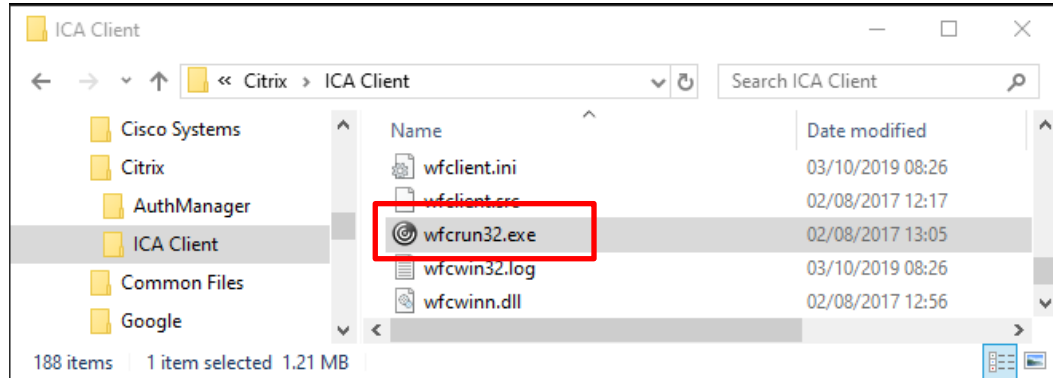 ICA Client
« Citrix > ICA Client Search ICA Client
Cisco Systems
Citrix
AuthManager
ICA Client
Common Files
Google
Name Date modified
wfclient.ini 03/10/2019 08:26
wfclient.src 02/08/2017 12:17
wfcrun32.exe 02/08/2017 13:05
wfcwin32.log 03/10/2019 08:26
wfcwinn.dll 02/08/2017 12:56
188 items 1 item selected 1.21 MB